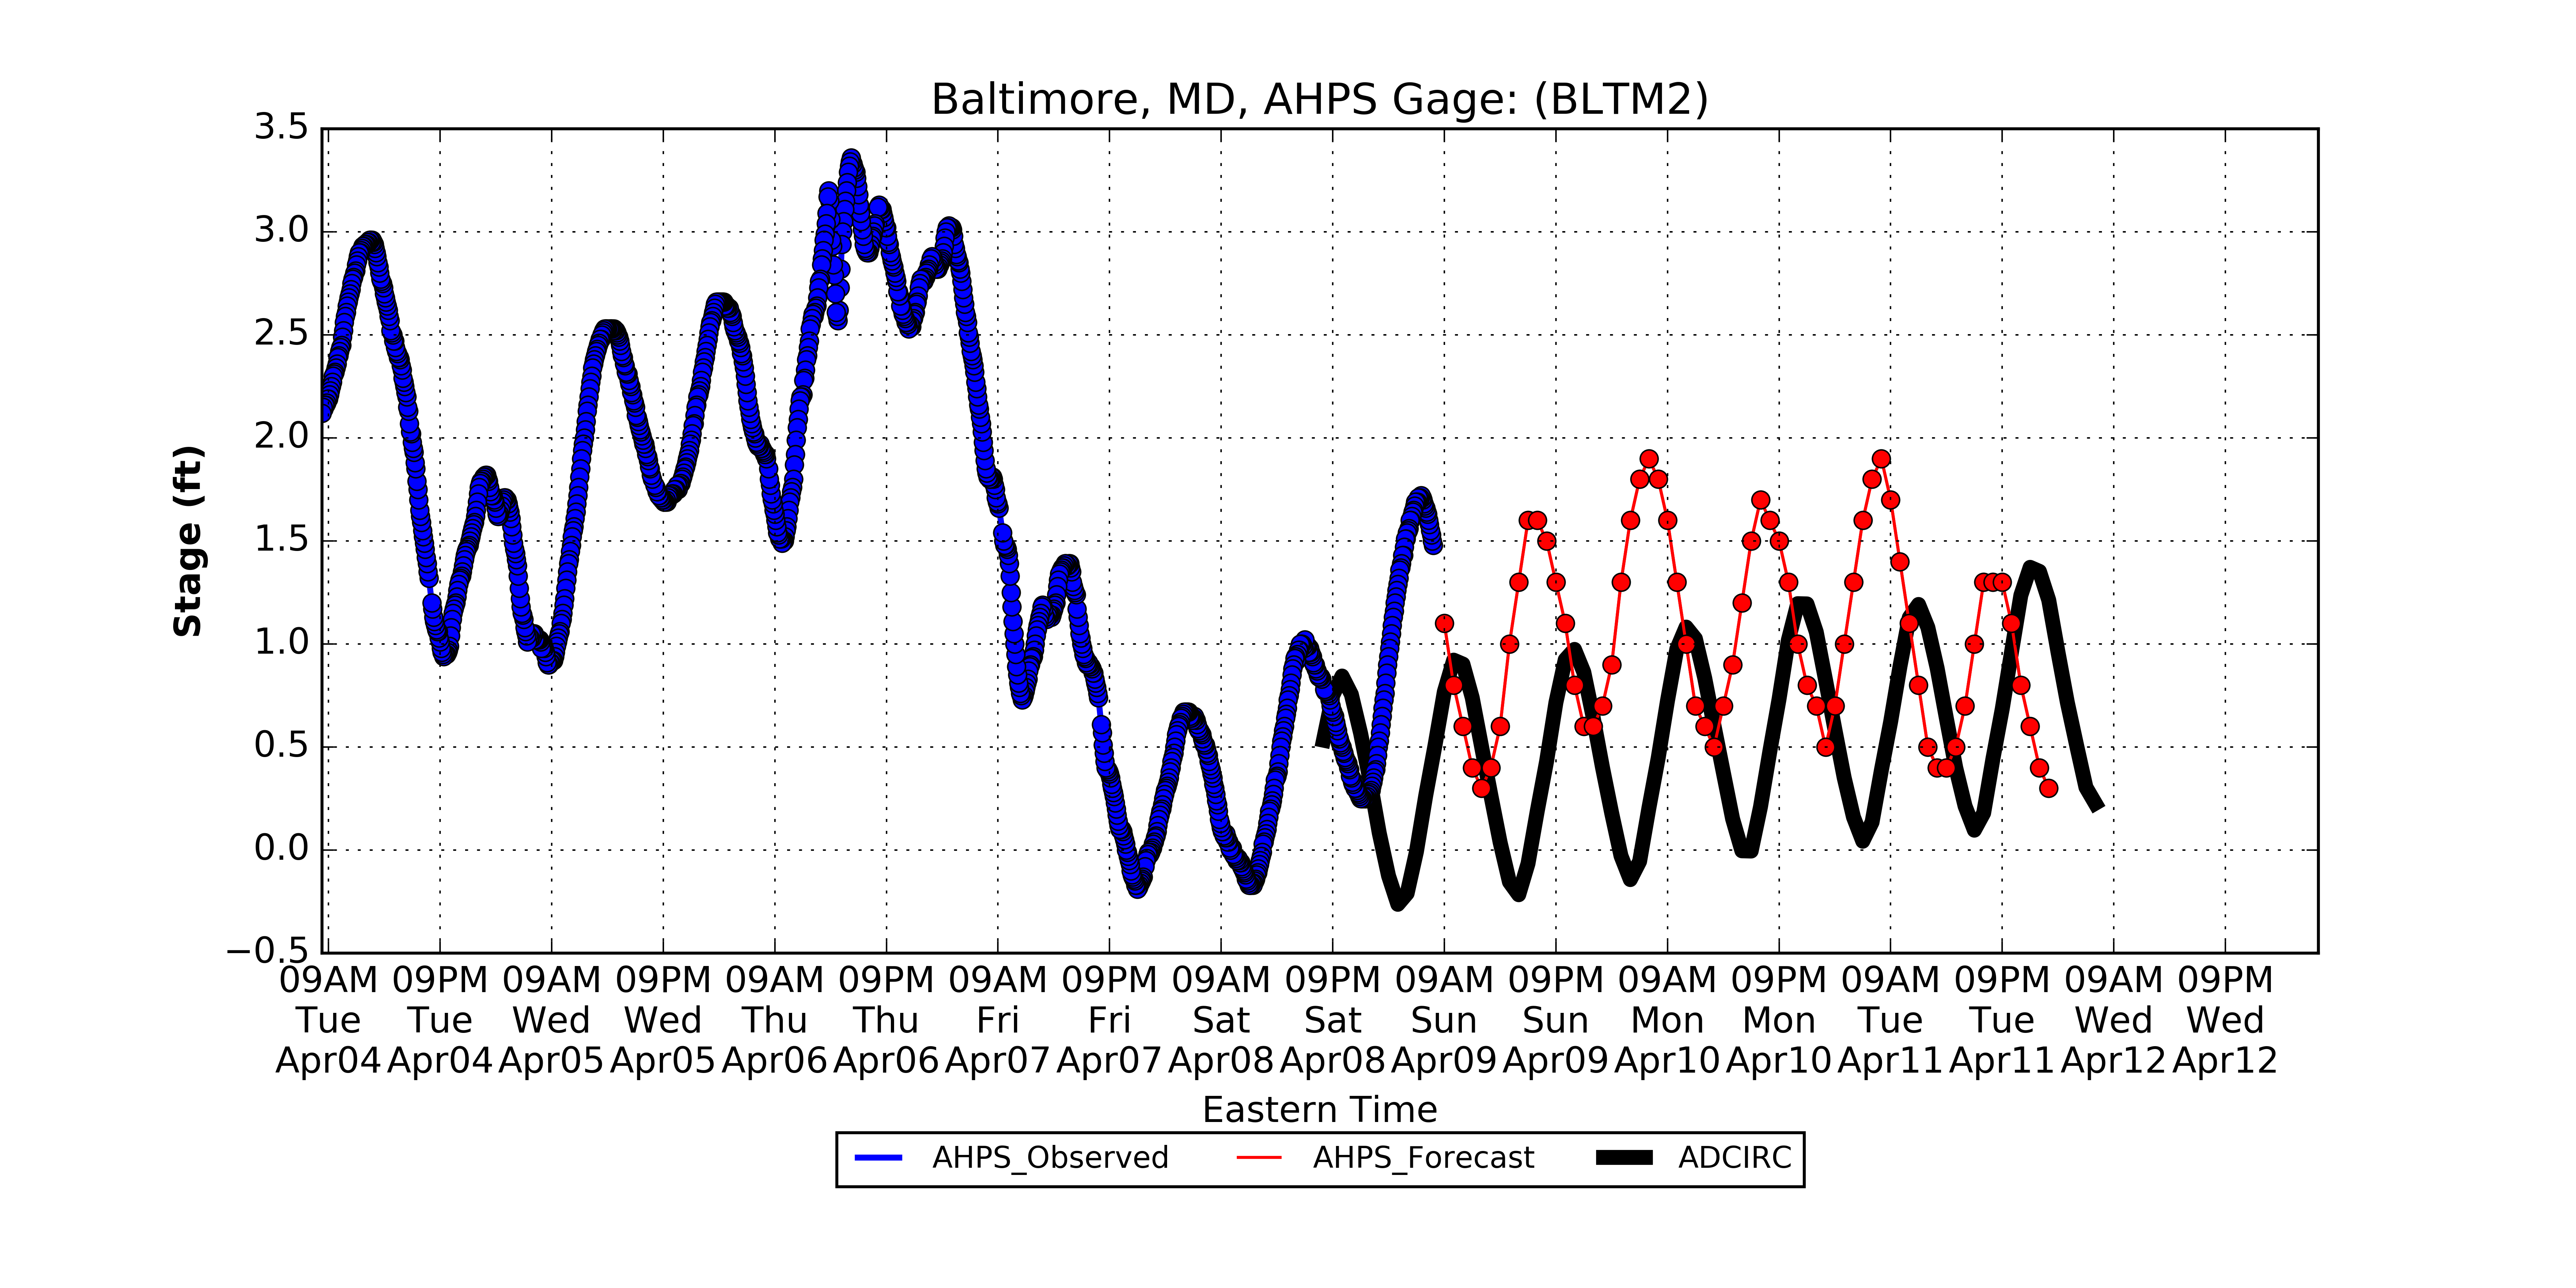 Baltimore, MD, AHPS Gage: (BLTM2)
3.5
3.0
2.5
2.0
1.5
1.0
0.5
0.0
−0.5
Stage (ft)
09AM 09PM 09AM 09PM 09AM 09PM 09AM 09PM 09AM 09PM 09AM 09PM 09AM 09PM 09AM 09PM 09AM 09PM
Tue Tue Wed Wed Thu Thu Fri Fri Sat Sat Sun Sun Mon Mon Tue Tue Wed Wed
Apr04 Apr04 Apr05 Apr05 Apr06 Apr06 Apr07 Apr07 Apr08 Apr08 Apr09 Apr09 Apr10 Apr10 Apr11 Apr11 Apr12 Apr12
Eastern Time
AHPS_Observed AHPS_Forecast ADCIRC